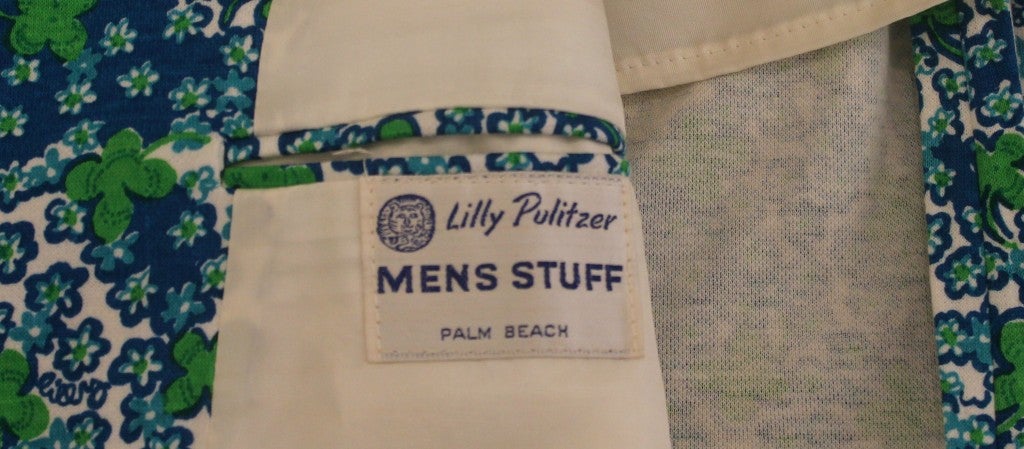 Lilly Pulitzer
MENS STUFF
PALM BEACH